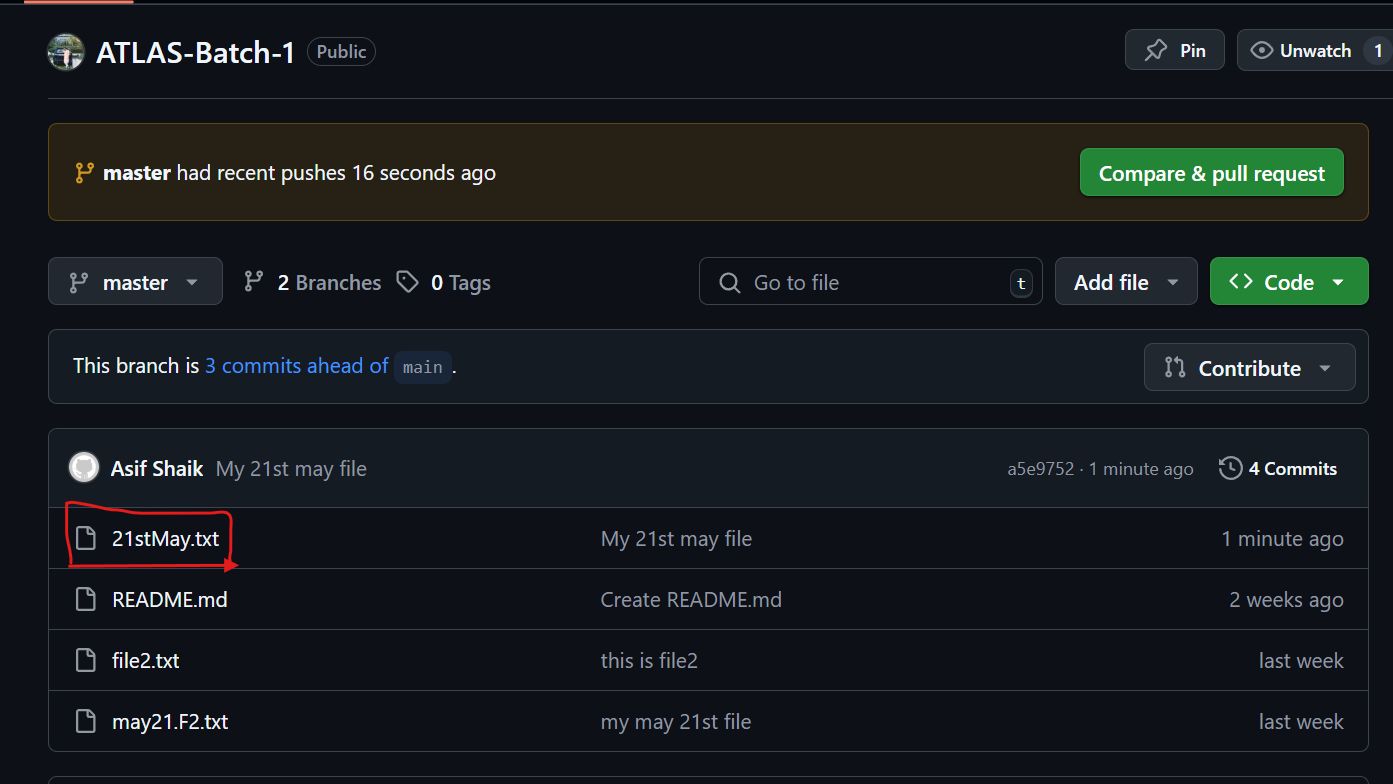 ATLAS-Batch-1 Public Pin Unwatch 1
master had recent pushes 16 seconds ago Compare & pull request
master 2 Branches 0 Tags Go to file t Add file Code
This branch is 3 commits ahead of main. Contribute
Asif Shaik My 21st may file a5e9752 · 1 minute ago 4 Commits
21stMay.txt My 21st may file 1 minute ago
README.md Create README.md 2 weeks ago
file2.txt this is file2 last week
may21.F2.txt my may 21st file last week